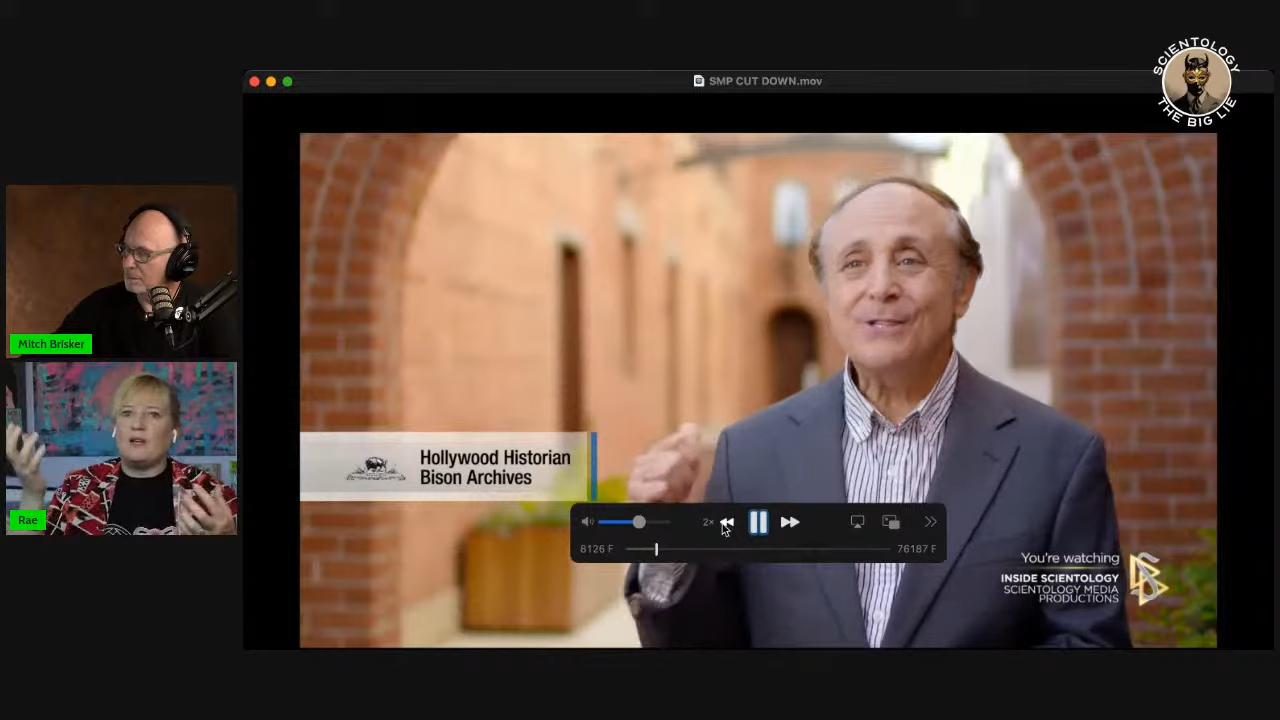 SMP CUT DOWN.mov
SCIENTOLOGY
THE BIG LIE
Mitch Brisker
Rae
Hollywood Historian
Bison Archives
2×
8126 F
76187 F
You're watching
INSIDE SCIENTOLOGY
SCIENTOLOGY MEDIA
PRODUCTIONS